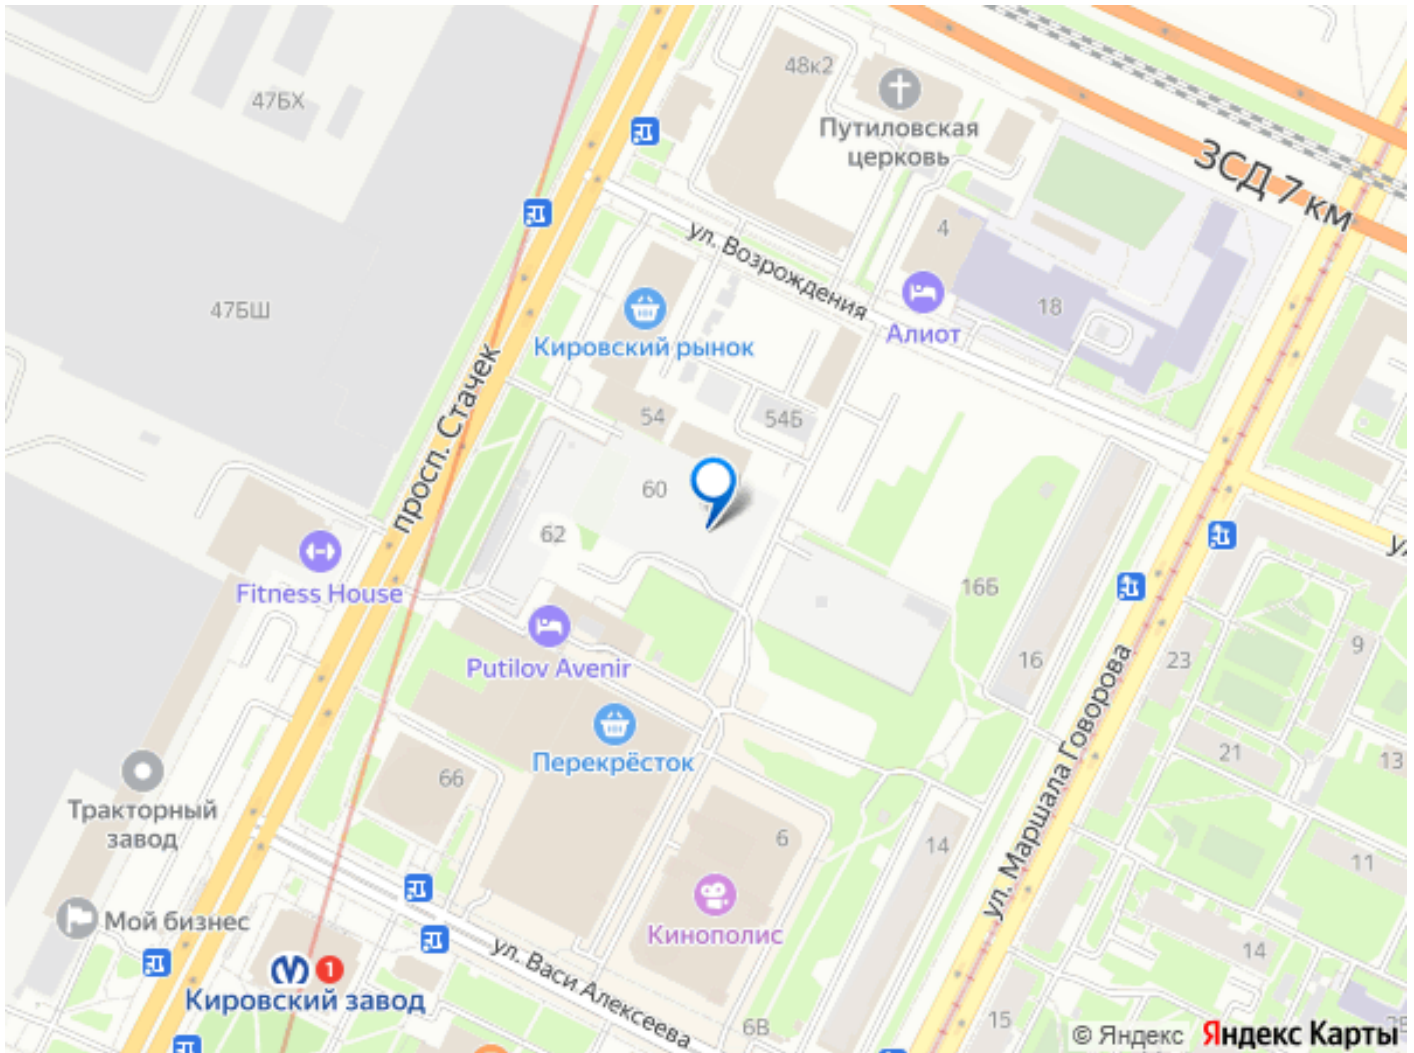 48к2
47БХ
Путиловская
церковь
ЗСД 7 км
4
ул. Возрождения
47БШ
18
Алиот
Кировский рынок
просп. Стачек
54
54Б
60
62
Fitness House
16Б
Putilov Avenir
16
23
9
ул. Маршала Говорова
Перекрёсток
21
13
66
Тракторный
завод
6
14
11
Мой бизнес
Кинополис
14
ул. Васи Алексеева
1
Кировский завод
6В
15
© Яндекс Яндекс Карты